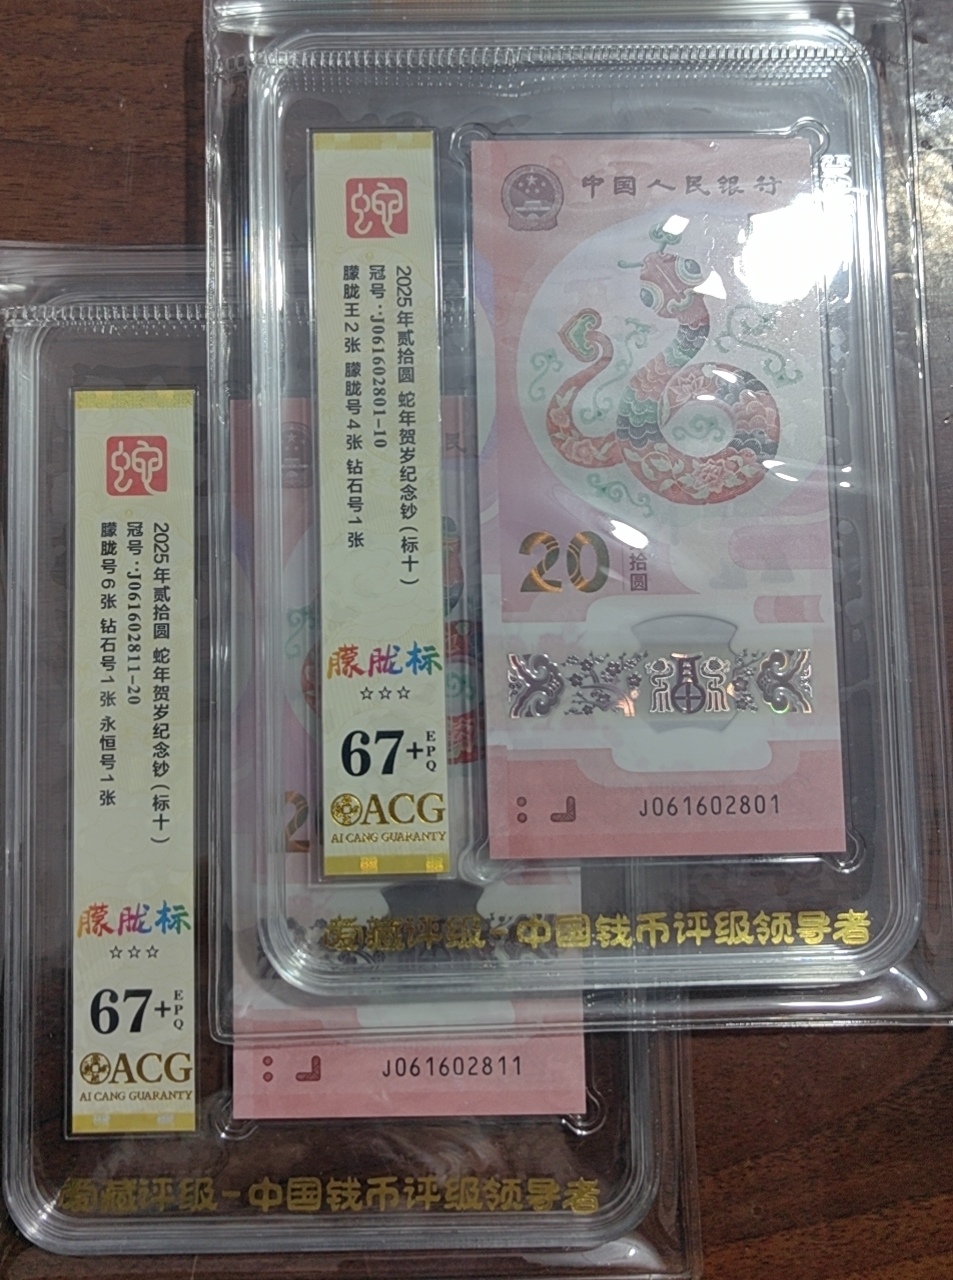 蛇
2025年贰拾圆 蛇年贺岁纪念钞(标十)
冠号:J061602801-10
朦胧王2张 朦胧号4张 钻石号1张
朦胧标
☆☆☆
67+
EPQ
ACG
AI CANG GUARANTY
中国人民银行
20
拾圆
J061602801
爱藏评级-中国钱币评级领导者
蛇
2025年贰拾圆 蛇年贺岁纪念钞(标十)
冠号:J061602811-20
朦胧号6张 钻石号1张 永恒号1张
朦胧标
☆☆☆
67+
EPQ
ACG
AI CANG GUARANTY
民
2
J061602811
爱藏评级-中国钱币评级领导者